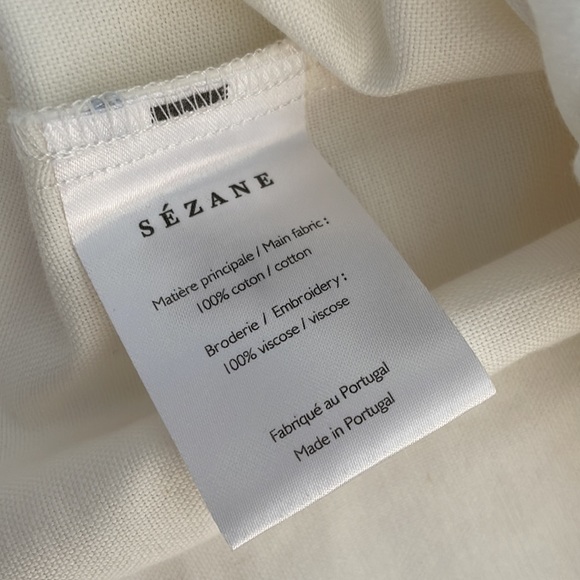 SÉZANE
Matière principale / Main fabric :
100% coton / cotton
Broderie / Embroidery :
100% viscose / viscose
Fabriqué au Portugal
Made in Portugal